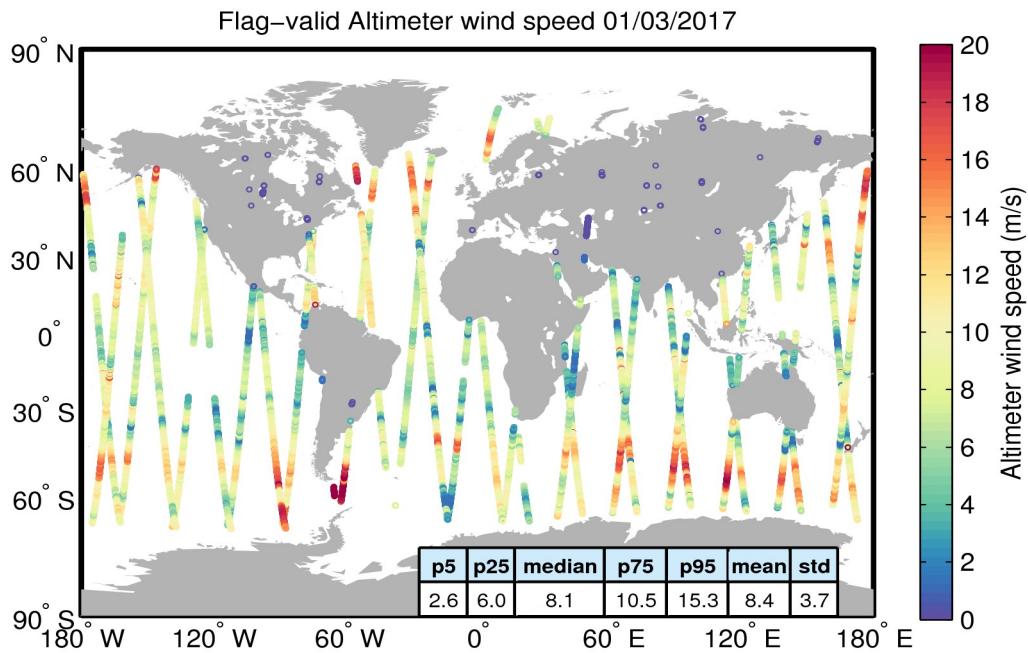 Flag−valid Altimeter wind speed 01/03/2017
90° N
60° N
30° N
0°
30° S
60° S
90° S
180° W
120° W
60° W
0°
60° E
120° E
180° E
p5 p25 median p75 p95 mean std
2.6 6.0 8.1 10.5 15.3 8.4 3.7
20
18
16
14
12
10
8
6
4
2
0
Altimeter wind speed (m/s)